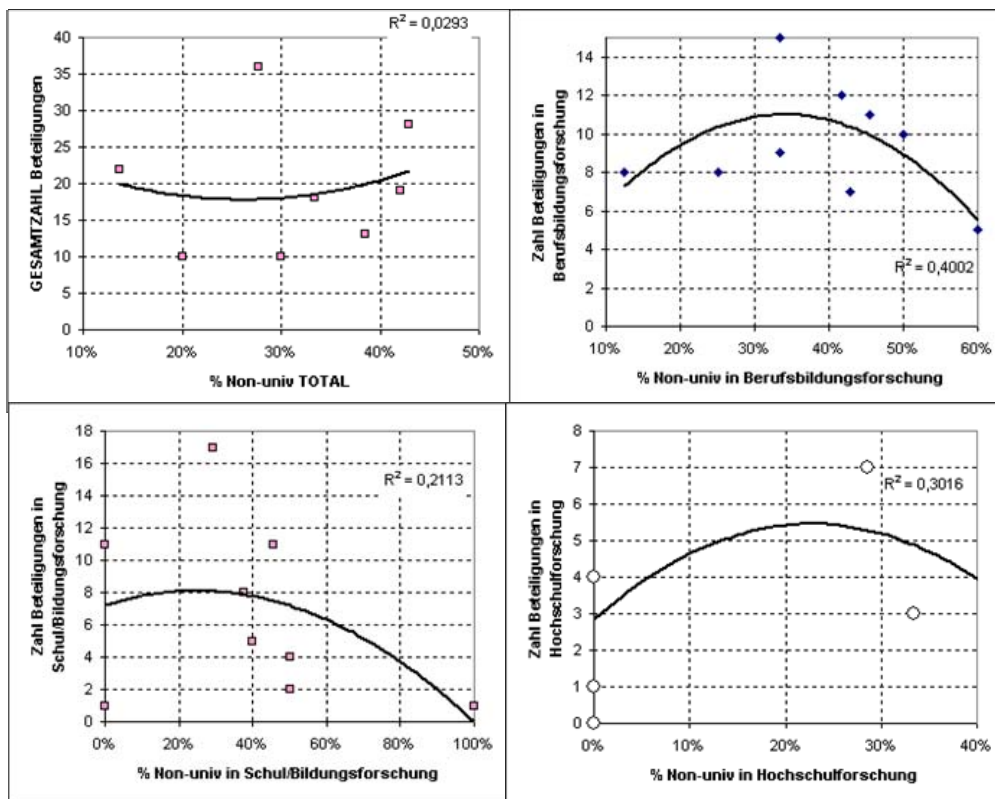 R² = 0,0293
GESAMTZAHL Beteiligungen
40
35
30
25
20
15
10
5
0
10% 20% 30% 40% 50%
% Non-univ TOTAL
Zahl Beteiligungen in
Berufsbildungsforschung
14
12
10
8
6
4
2
0
R² = 0,4002
10% 20% 30% 40% 50% 60%
% Non-univ in Berufsbildungsforschung
Zahl Beteiligungen in
Schul/Bildungsforschung
18
16
14
12
10
8
6
4
2
0
R² = 0,2113
0% 20% 40% 60% 80% 100%
% Non-univ in Schul/Bildungsforschung
Zahl Beteiligungen in
Hochschulforschung
8
7
6
5
4
3
2
1
0
R² = 0,3016
0% 10% 20% 30% 40%
% Non-univ in Hochschulforschung